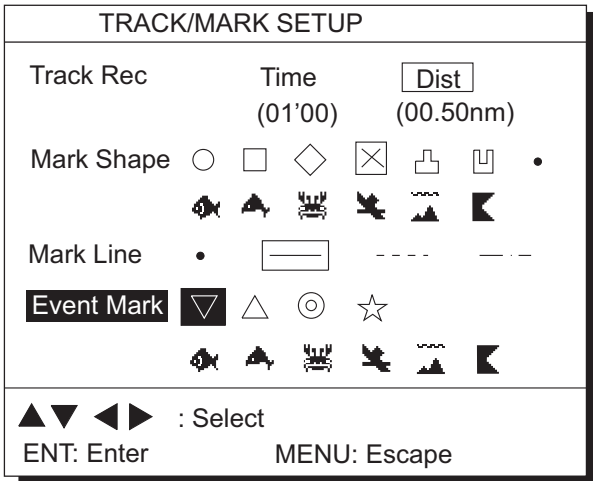 TRACK/MARK SETUP
Track Rec Time Dist
(01'00) (00.50nm)
Mark Shape
Mark Line
Event Mark
▲▼ ◀▶ : Select
ENT: Enter MENU: Escape